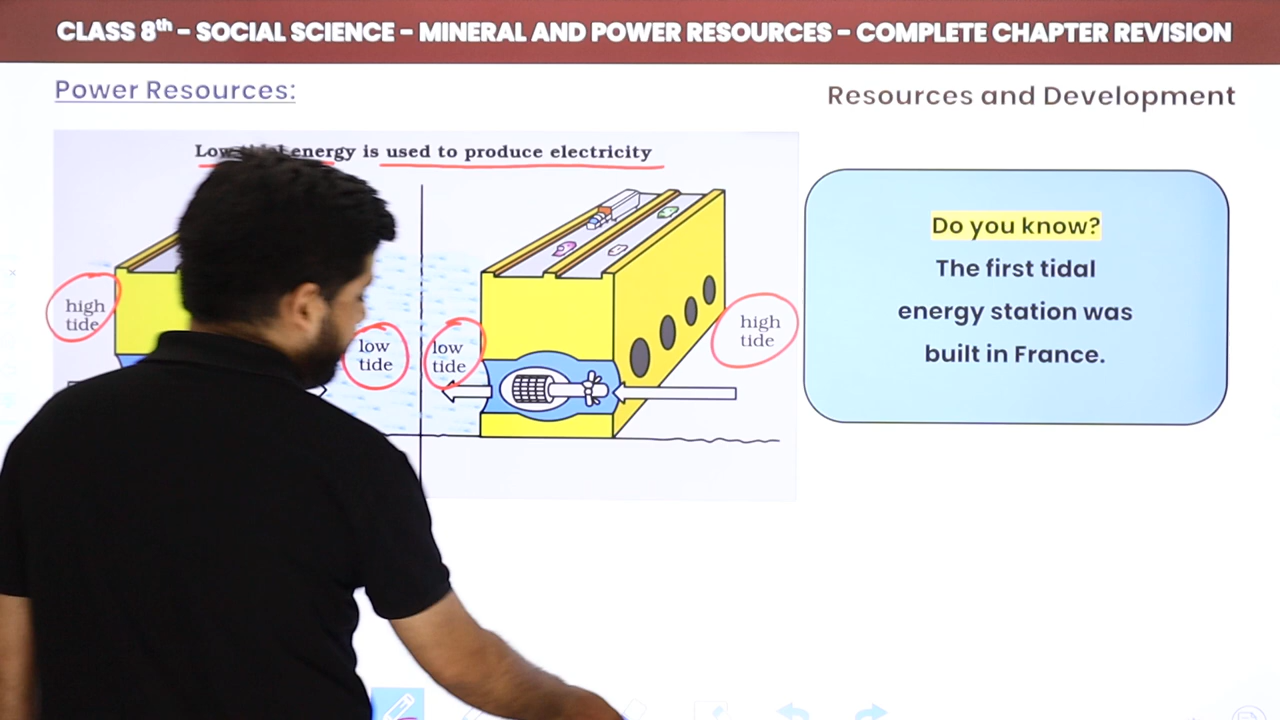 CLASS 8th – SOCIAL SCIENCE – MINERAL AND POWER RESOURCES – COMPLETE CHAPTER REVISION
Power Resources:
Resources and Development
energy is used to produce electricity
high
tide
low
tide
low
tide
high
tide
Do you know?
The first tidal
energy station was
built in France.